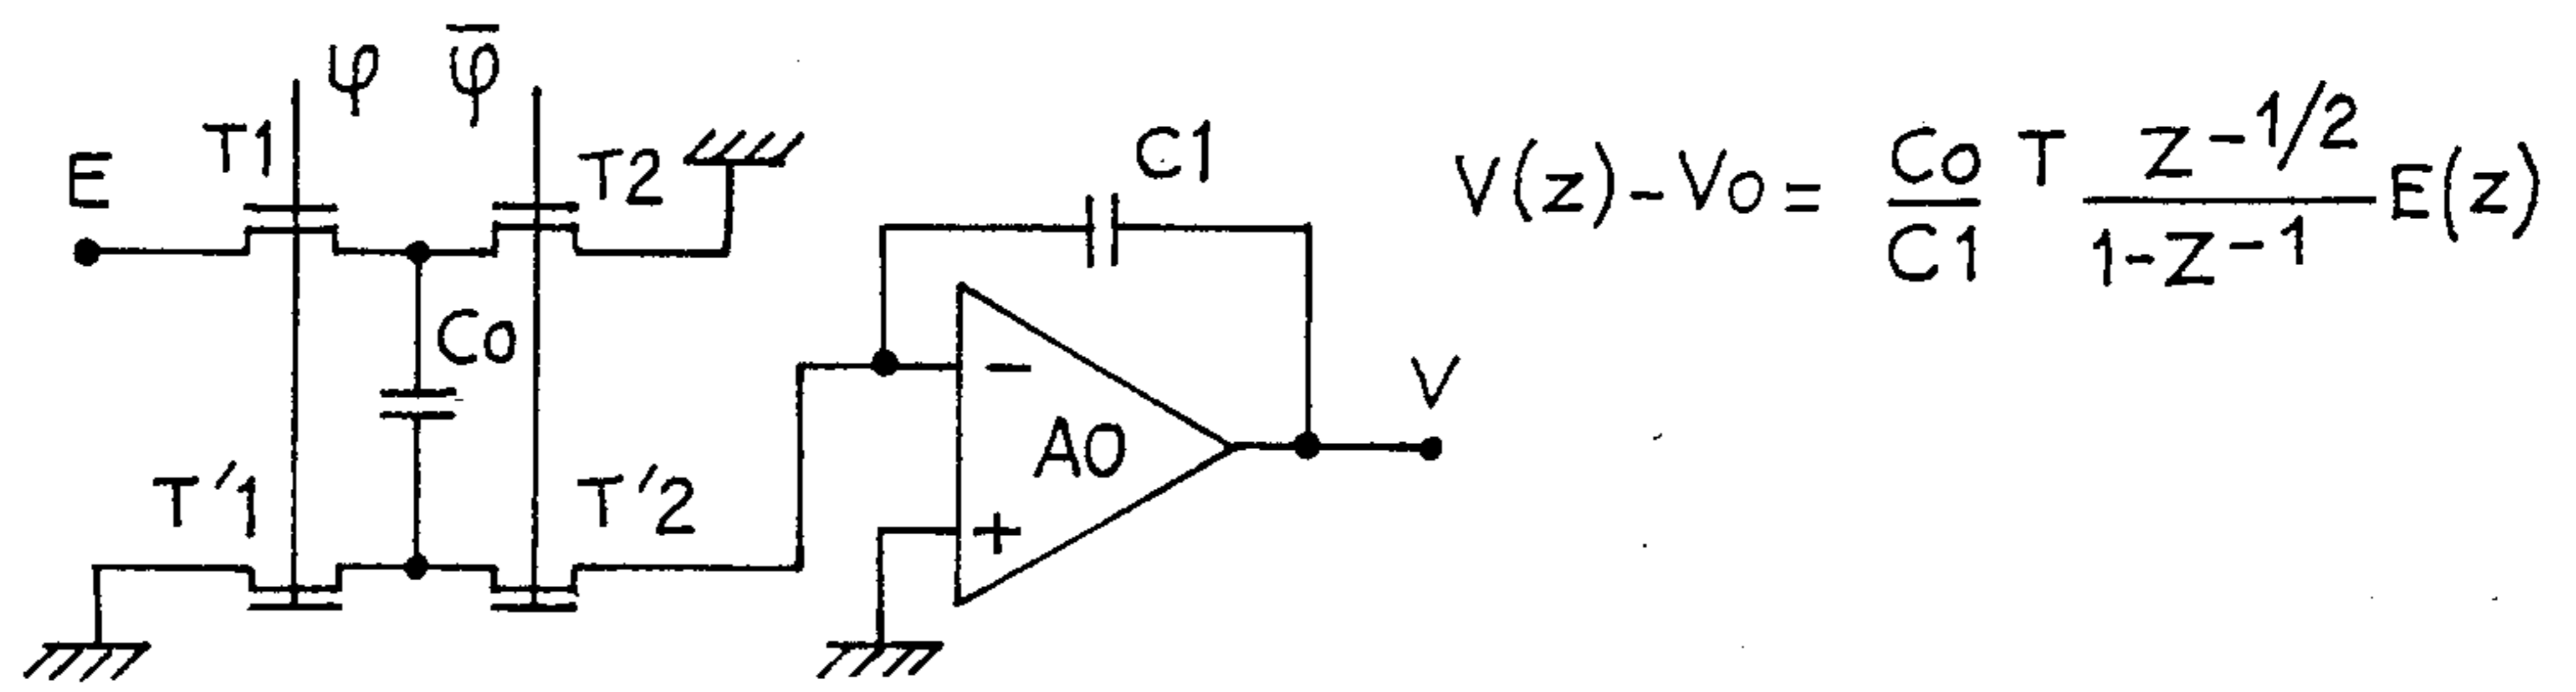 φ
φ̅
T1
T2
E
C1
V(z) - Vo = Co/C1 T z^-1/2 / 1-z^-1 E(z)
Co
-
V
AO
T'1
T'2
+